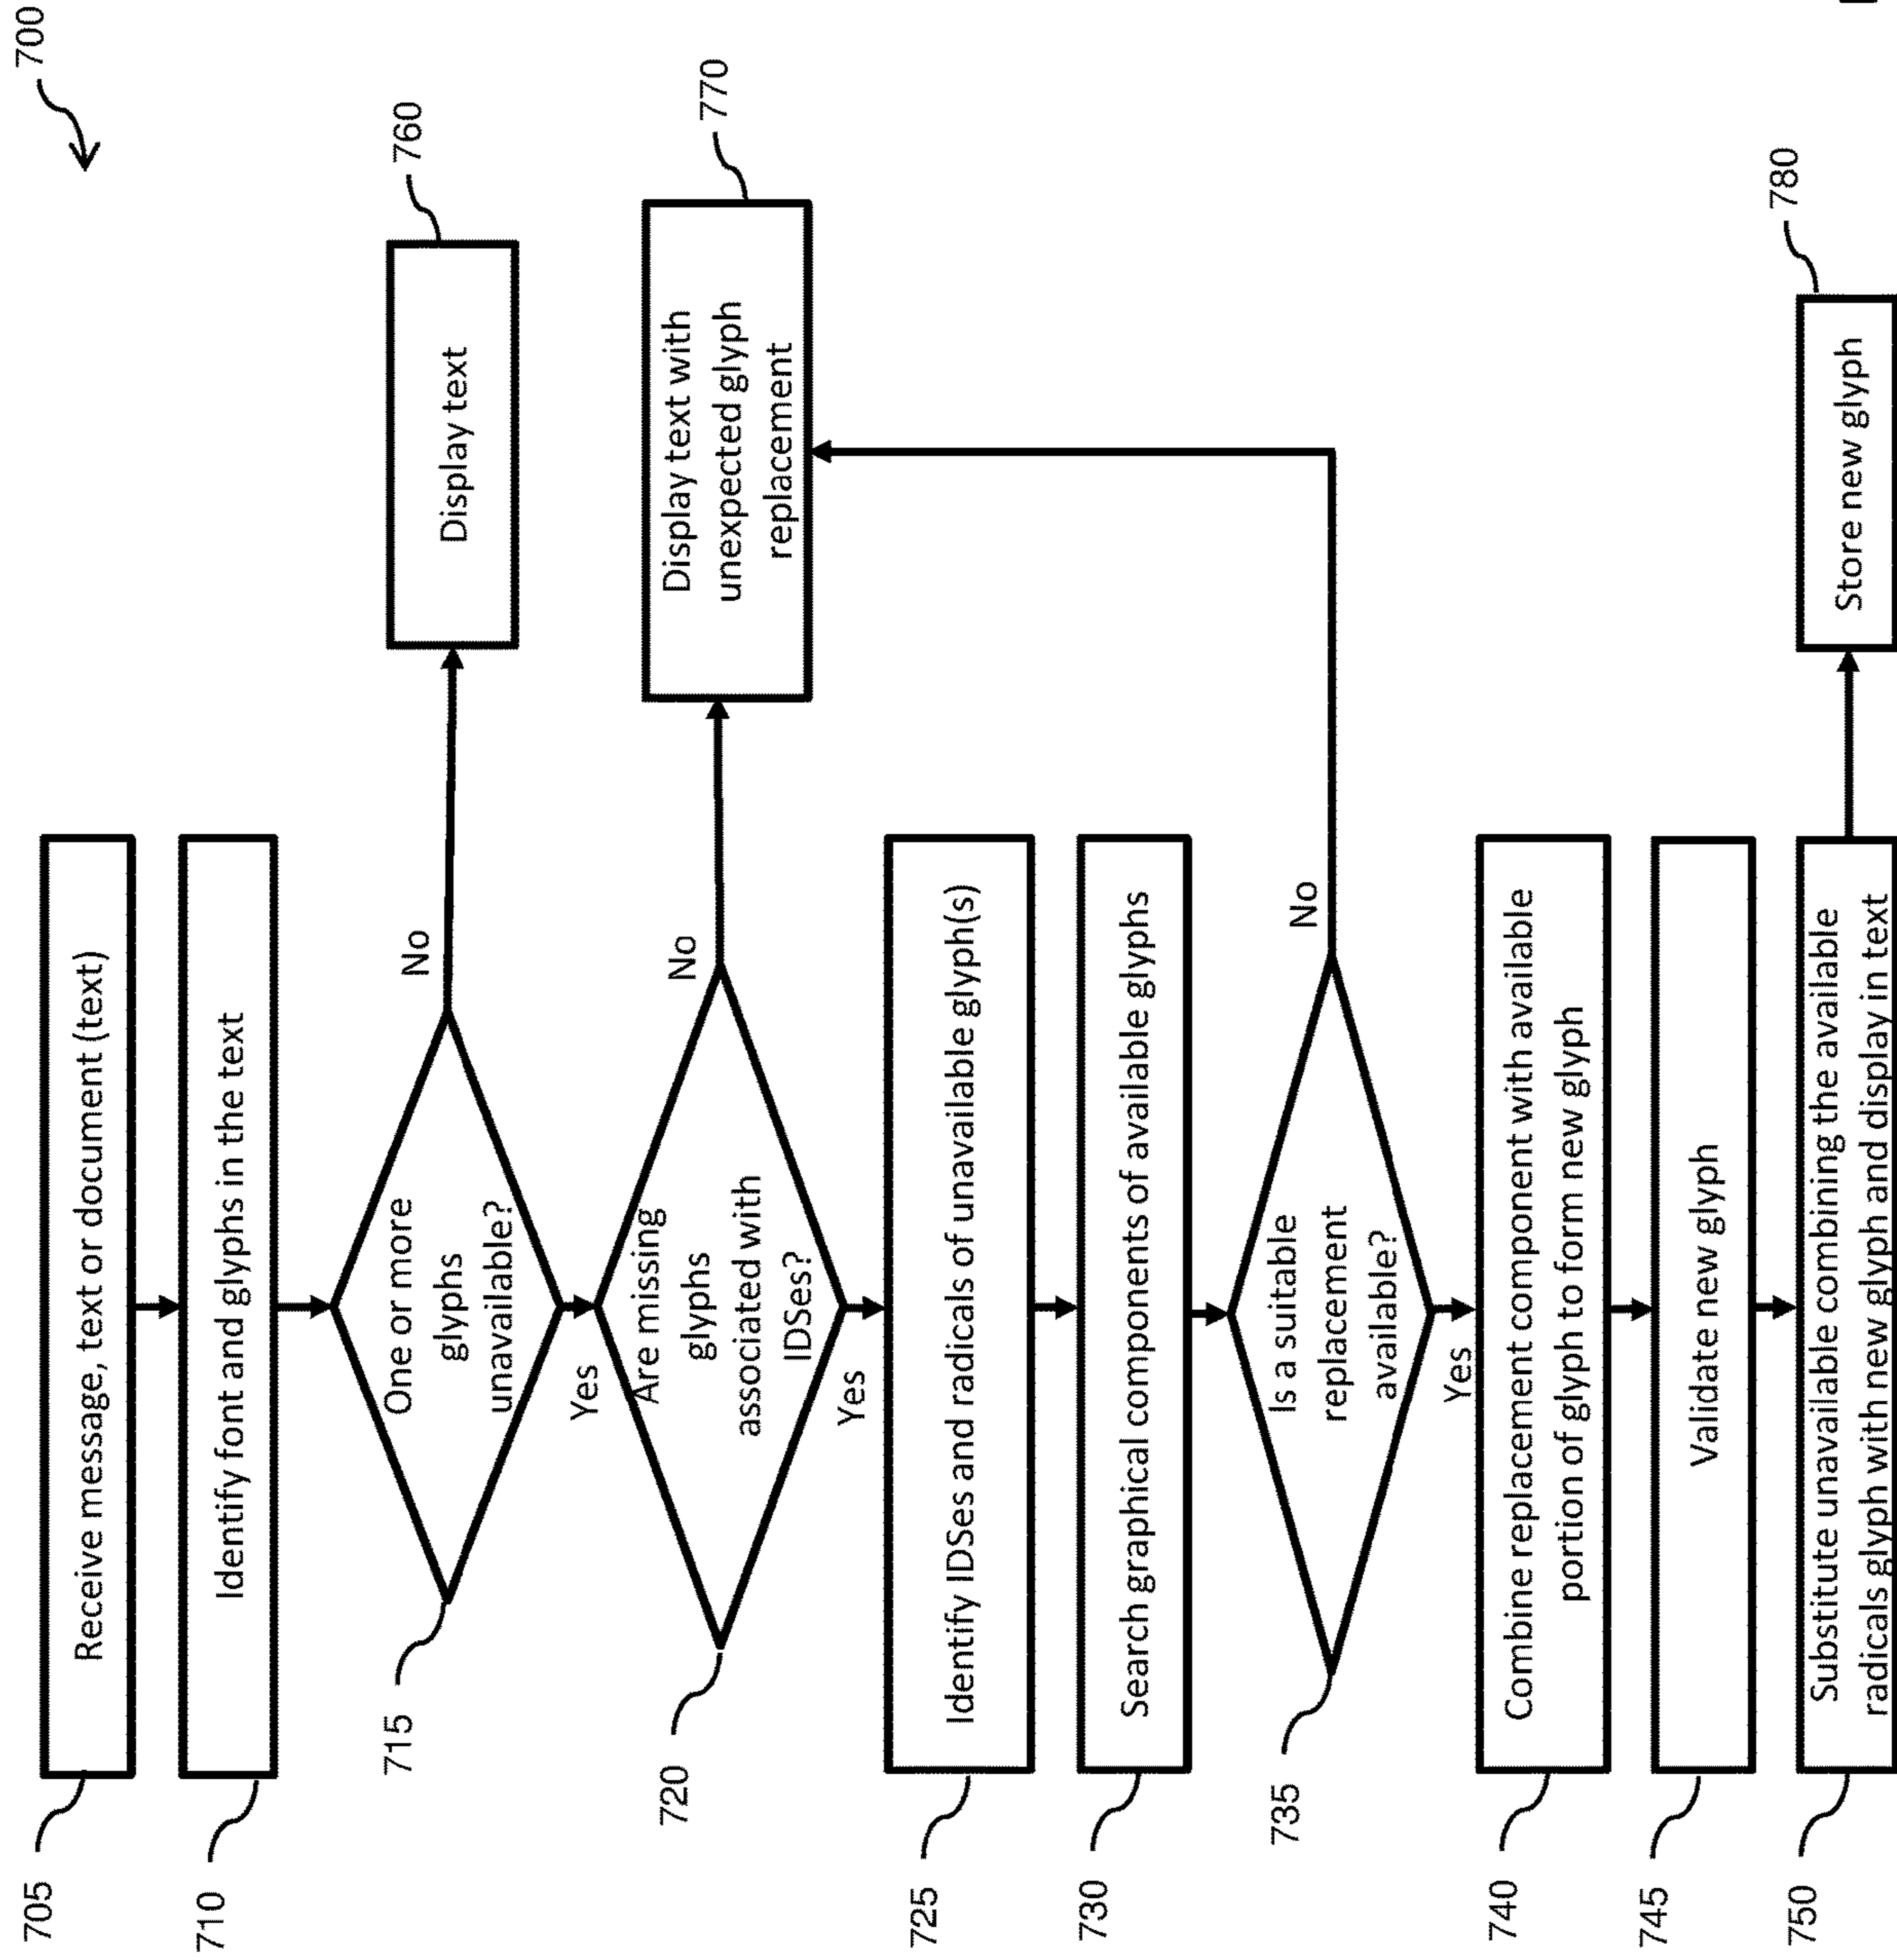 700
705
Receive message, text or document (text)
710
Identify font and glyphs in the text
715
One or more
glyphs
unavailable?
No
760
Display text
Yes
720
Are missing
glyphs
associated with
IDSes?
No
770
Display text with
unexpected glyph
replacement
Yes
725
Identify IDSes and radicals of unavailable glyph(s)
730
Search graphical components of available glyphs
735
Is a suitable
replacement
available?
No
Yes
740
Combine replacement component with available
portion of glyph to form new glyph
745
Validate new glyph
750
Substitute unavailable combining the available
radicals glyph with new glyph and display in text
780
Store new glyph